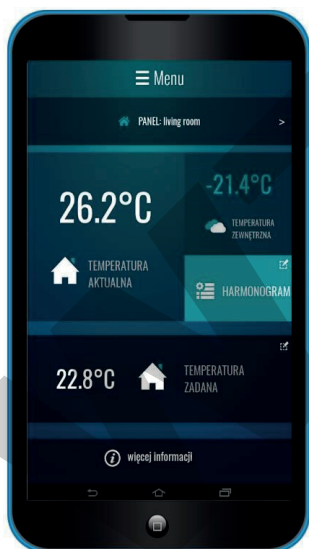 Menu
PANEL: living room >
26.2°C
TEMPERATURA
AKTUALNA
-21.4°C
TEMPERATURA
ZEWNĘTRZNA
HARMONOGRAM
22.8°C
TEMPERATURA
ZADANA
więcej informacji